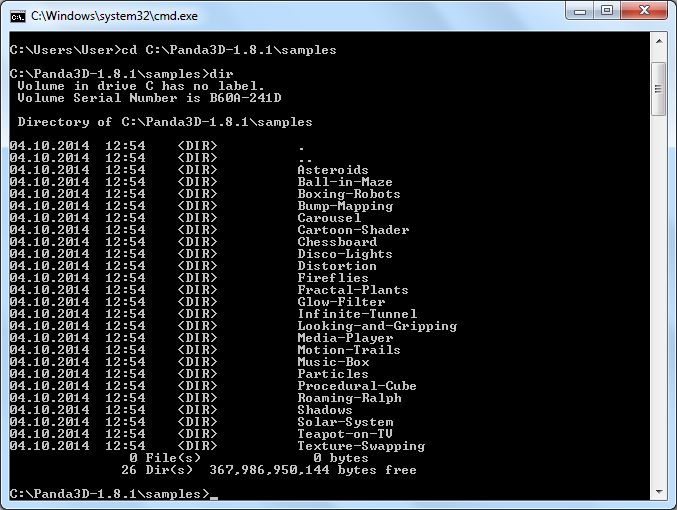 C:\Windows\system32\cmd.exe
C:\Users\User>cd C:\Panda3D-1.8.1\samples
C:\Panda3D-1.8.1\samples>dir
Volume in drive C has no label.
Volume Serial Number is B60A-241D
Directory of C:\Panda3D-1.8.1\samples
04.10.2014  12:54    <DIR>          .
04.10.2014  12:54    <DIR>          ..
04.10.2014  12:54    <DIR>          Asteroids
04.10.2014  12:54    <DIR>          Ball-in-Maze
04.10.2014  12:54    <DIR>          Boxing-Robots
04.10.2014  12:54    <DIR>          Bump-Mapping
04.10.2014  12:54    <DIR>          Carousel
04.10.2014  12:54    <DIR>          Cartoon-Shader
04.10.2014  12:54    <DIR>          Chessboard
04.10.2014  12:54    <DIR>          Disco-Lights
04.10.2014  12:54    <DIR>          Distortion
04.10.2014  12:54    <DIR>          Fireflies
04.10.2014  12:54    <DIR>          Fractal-Plants
04.10.2014  12:54    <DIR>          Glow-Filter
04.10.2014  12:54    <DIR>          Infinite-Tunnel
04.10.2014  12:54    <DIR>          Looking-and-Gripping
04.10.2014  12:54    <DIR>          Media-Player
04.10.2014  12:54    <DIR>          Motion-Trails
04.10.2014  12:54    <DIR>          Music-Box
04.10.2014  12:54    <DIR>          Particles
04.10.2014  12:54    <DIR>          Procedural-Cube
04.10.2014  12:54    <DIR>          Roaming-Ralph
04.10.2014  12:54    <DIR>          Shadows
04.10.2014  12:54    <DIR>          Solar-System
04.10.2014  12:54    <DIR>          Teapot-on-TV
04.10.2014  12:54    <DIR>          Texture-Swapping
0 File(s)              0 bytes
26 Dir(s)  367,986,950,144 bytes free
C:\Panda3D-1.8.1\samples>_